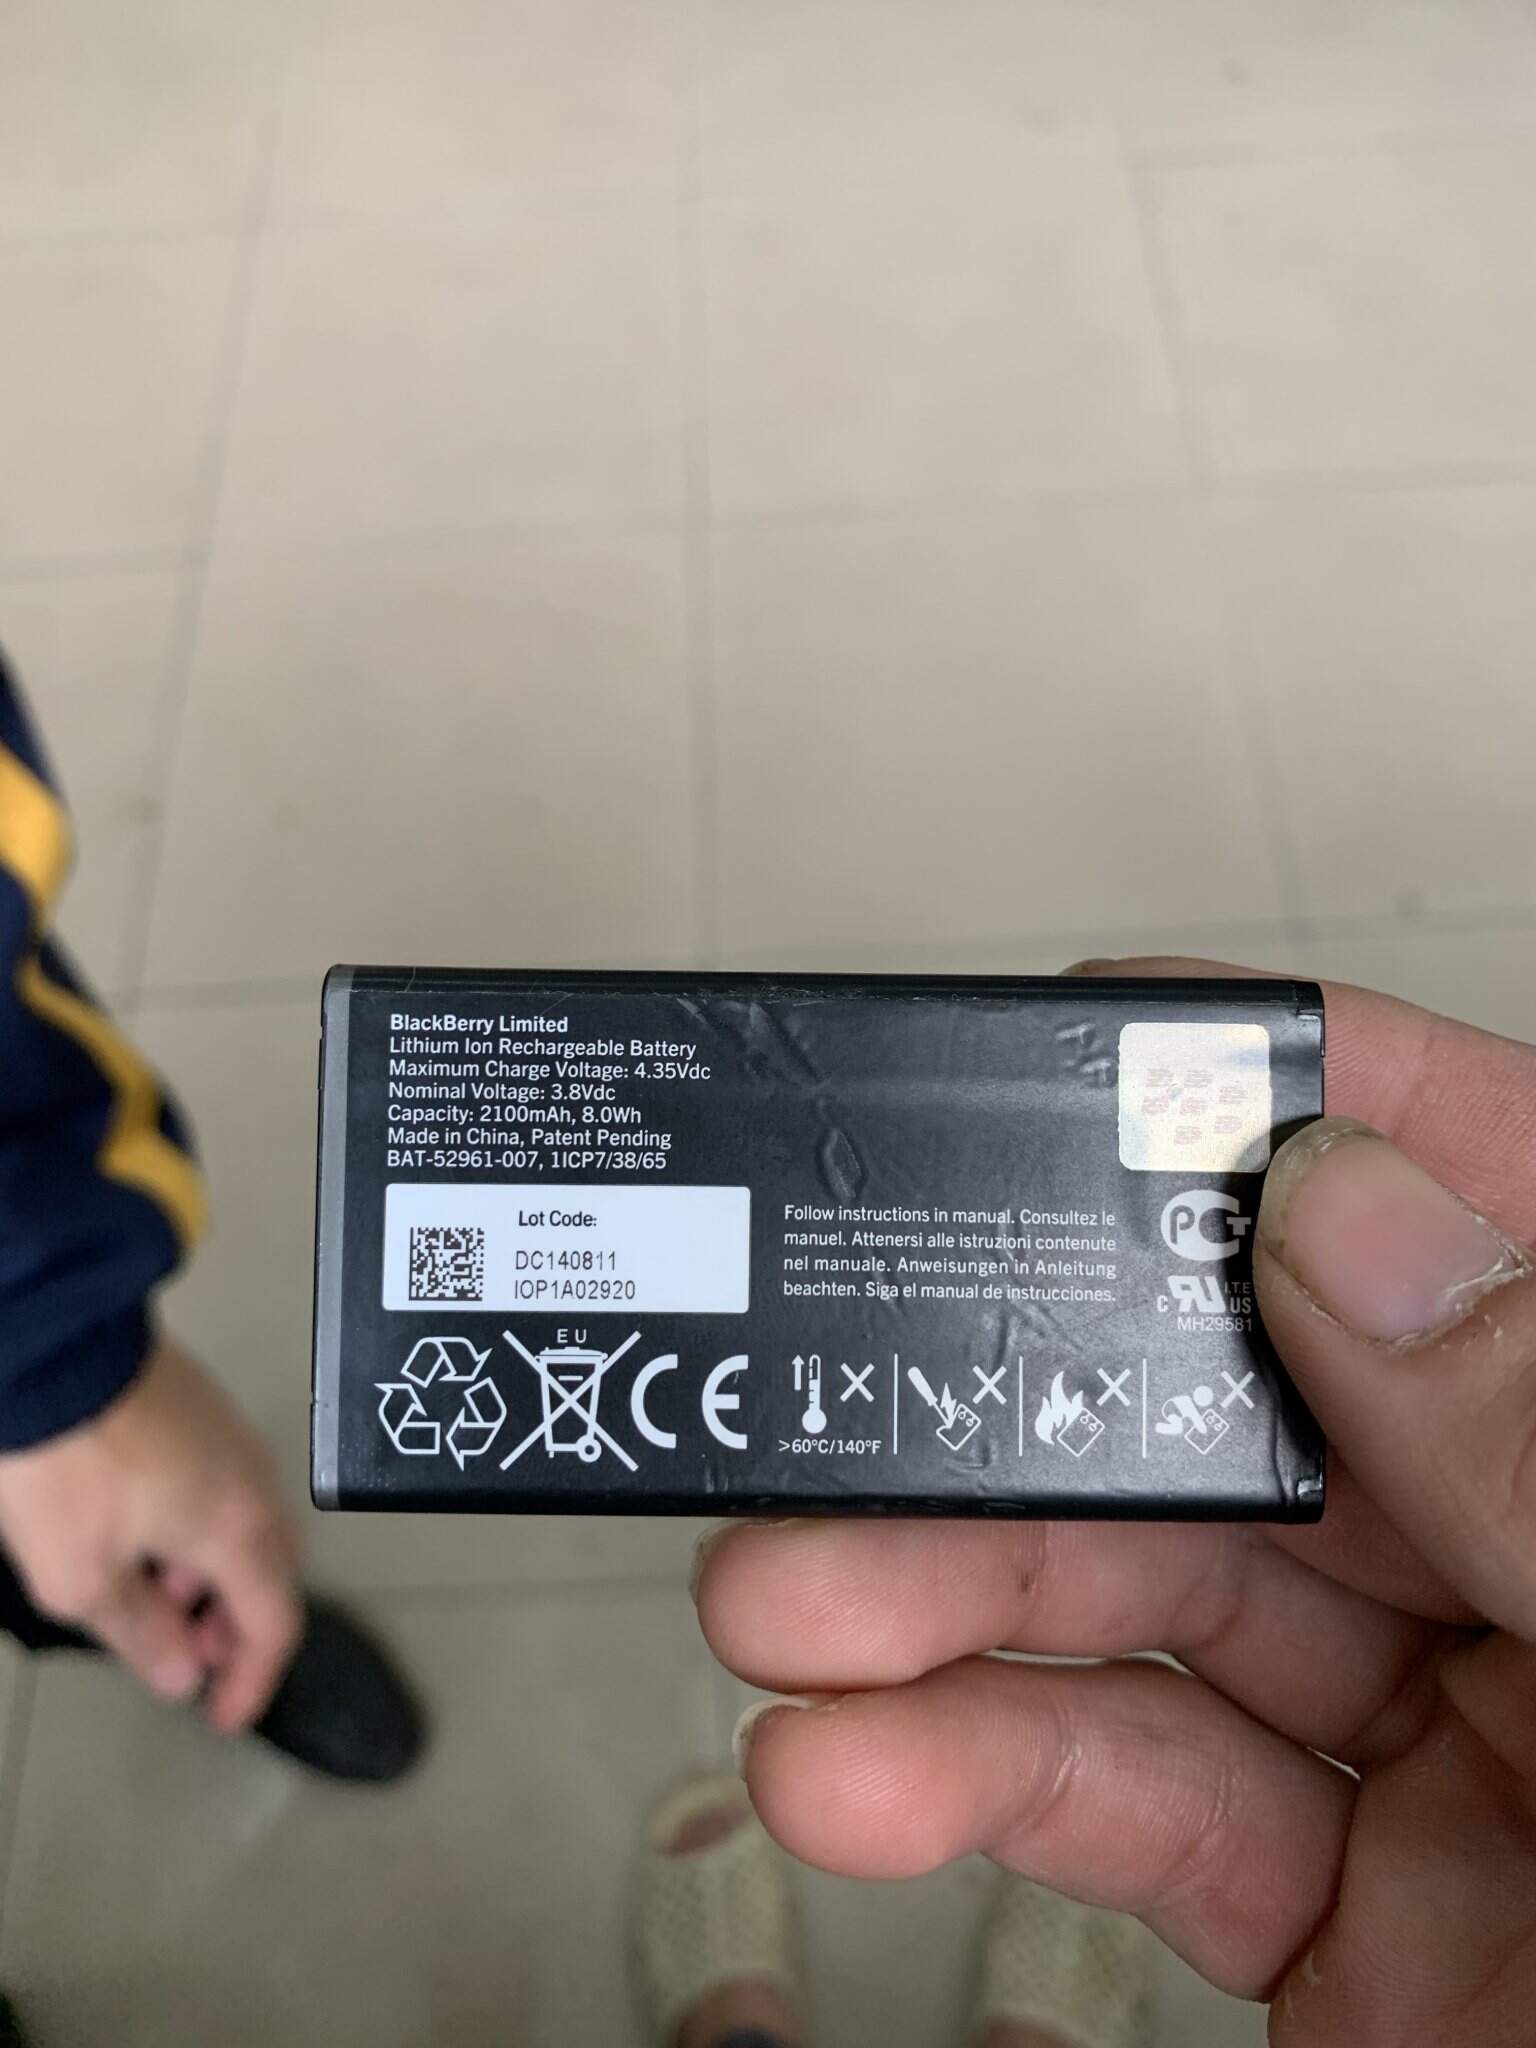 BlackBerry Limited
Lithium Ion Rechargeable Battery
Maximum Charge Voltage: 4.35Vdc
Nominal Voltage: 3.8Vdc
Capacity: 2100mAh, 8.0Wh
Made in China, Patent Pending
BAT-52961-007, 1ICP7/38/65
Lot Code:
DC140811
IOP1A02920
Follow instructions in manual. Consultez le
manuel. Attenersi alle istruzioni contenute
nel manuale. Anweisungen in Anleitung
beachten. Siga el manual de instrucciones.
PCT
c RU US
I.T.E
MH29581
EU
CE
>60°C/140°F